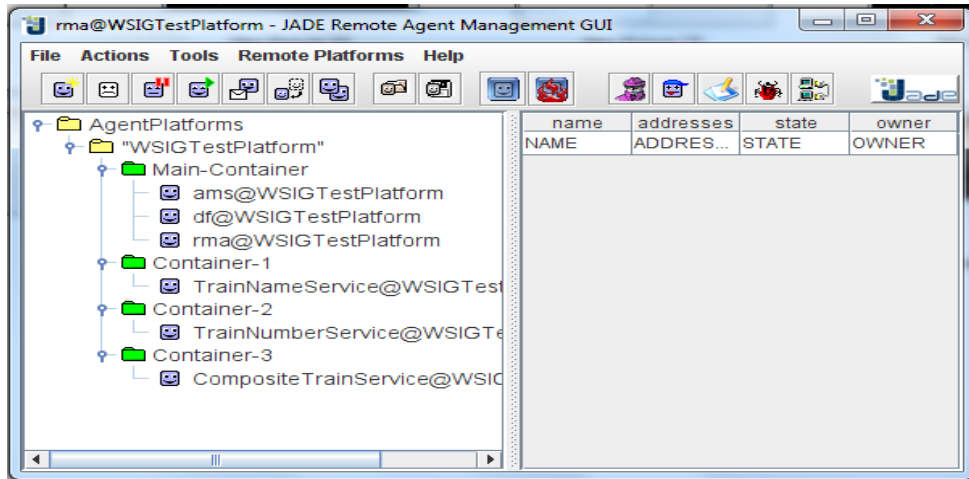 rma@WSIGTestPlatform - JADE Remote Agent Management GUI
File Actions Tools Remote Platforms Help
Jade
AgentPlatforms
"WSIGTestPlatform"
Main-Container
ams@WSIGTestPlatform
df@WSIGTestPlatform
rma@WSIGTestPlatform
Container-1
TrainNameService@WSIGTest
Container-2
TrainNumberService@WSIGTe
Container-3
CompositeTrainService@WSIG
name addresses state owner
NAME ADDRES... STATE OWNER